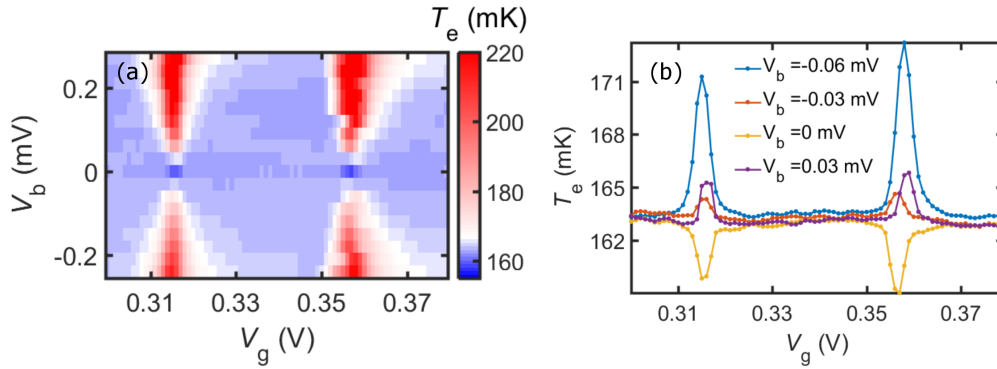 Tₑ (mK)
(a)
220
200
180
160
0.2
0
-0.2
V_b (mV)
0.31
0.33
0.35
0.37
V_g (V)
(b)
V_b =-0.06 mV
V_b =-0.03 mV
V_b =0 mV
V_b =0.03 mV
171
168
165
162
Tₑ (mK)
0.31
0.33
0.35
0.37
V_g (V)